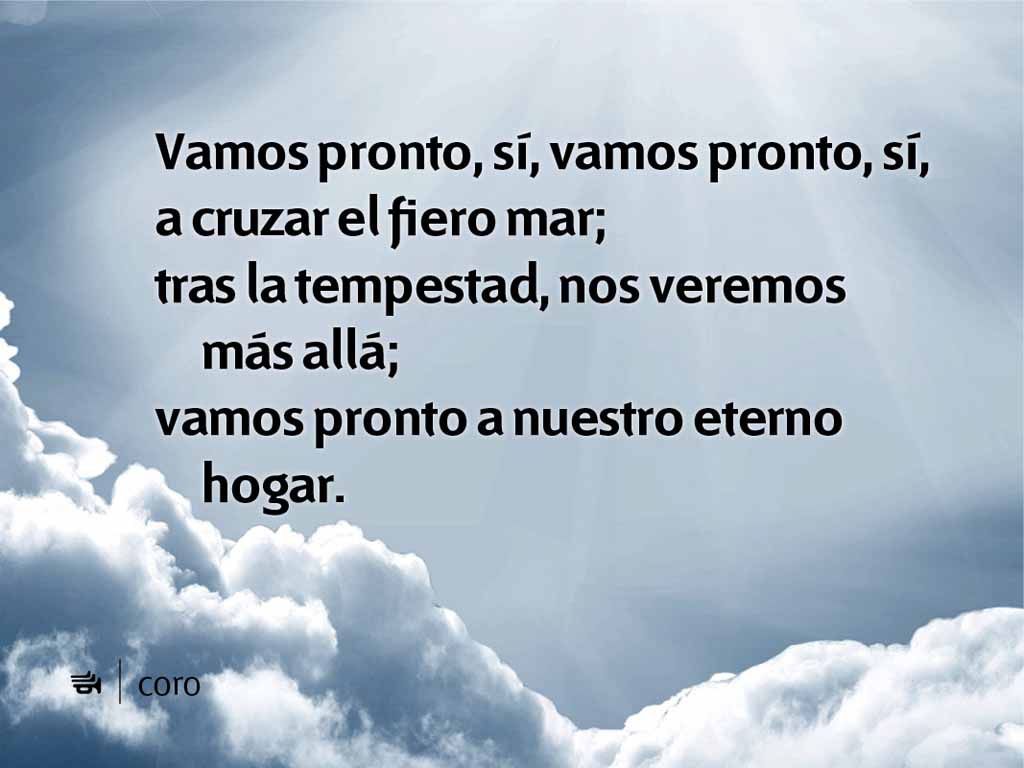 Vamos pronto, sí, vamos pronto, sí,
a cruzar el fiero mar;
tras la tempestad, nos veremos
más allá;
vamos pronto a nuestro eterno
hogar.
coro